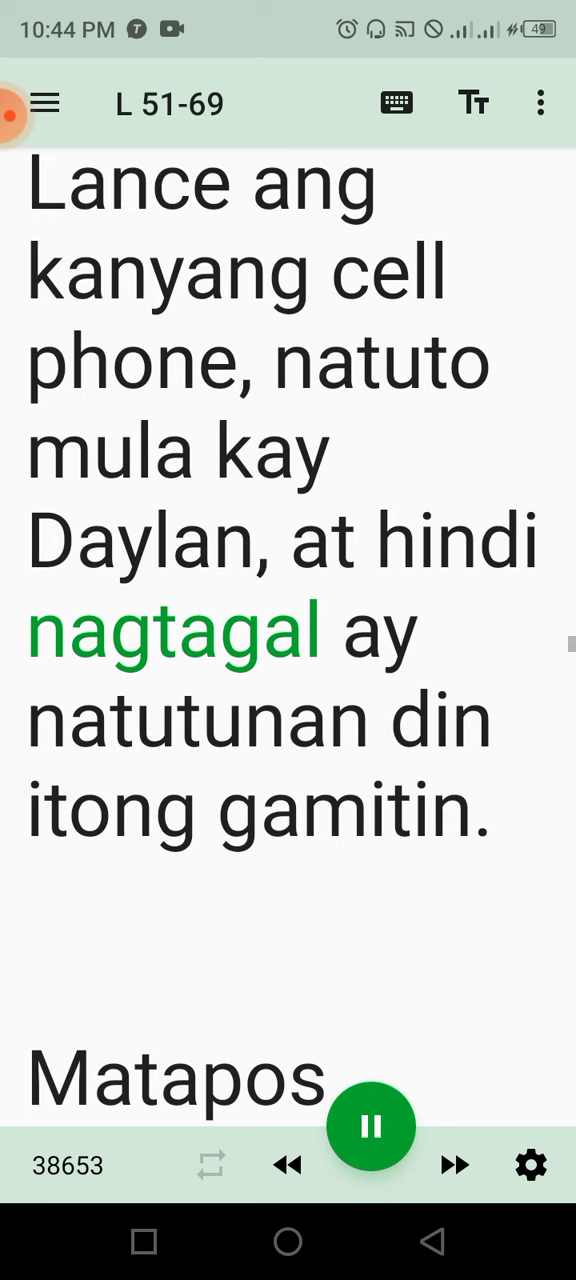 10:44 PM
49
L 51-69
Lance ang
kanyang cell
phone, natuto
mula kay
Daylan, at hindi
nagtagal ay
natutunan din
itong gamitin.
Matapos
38653